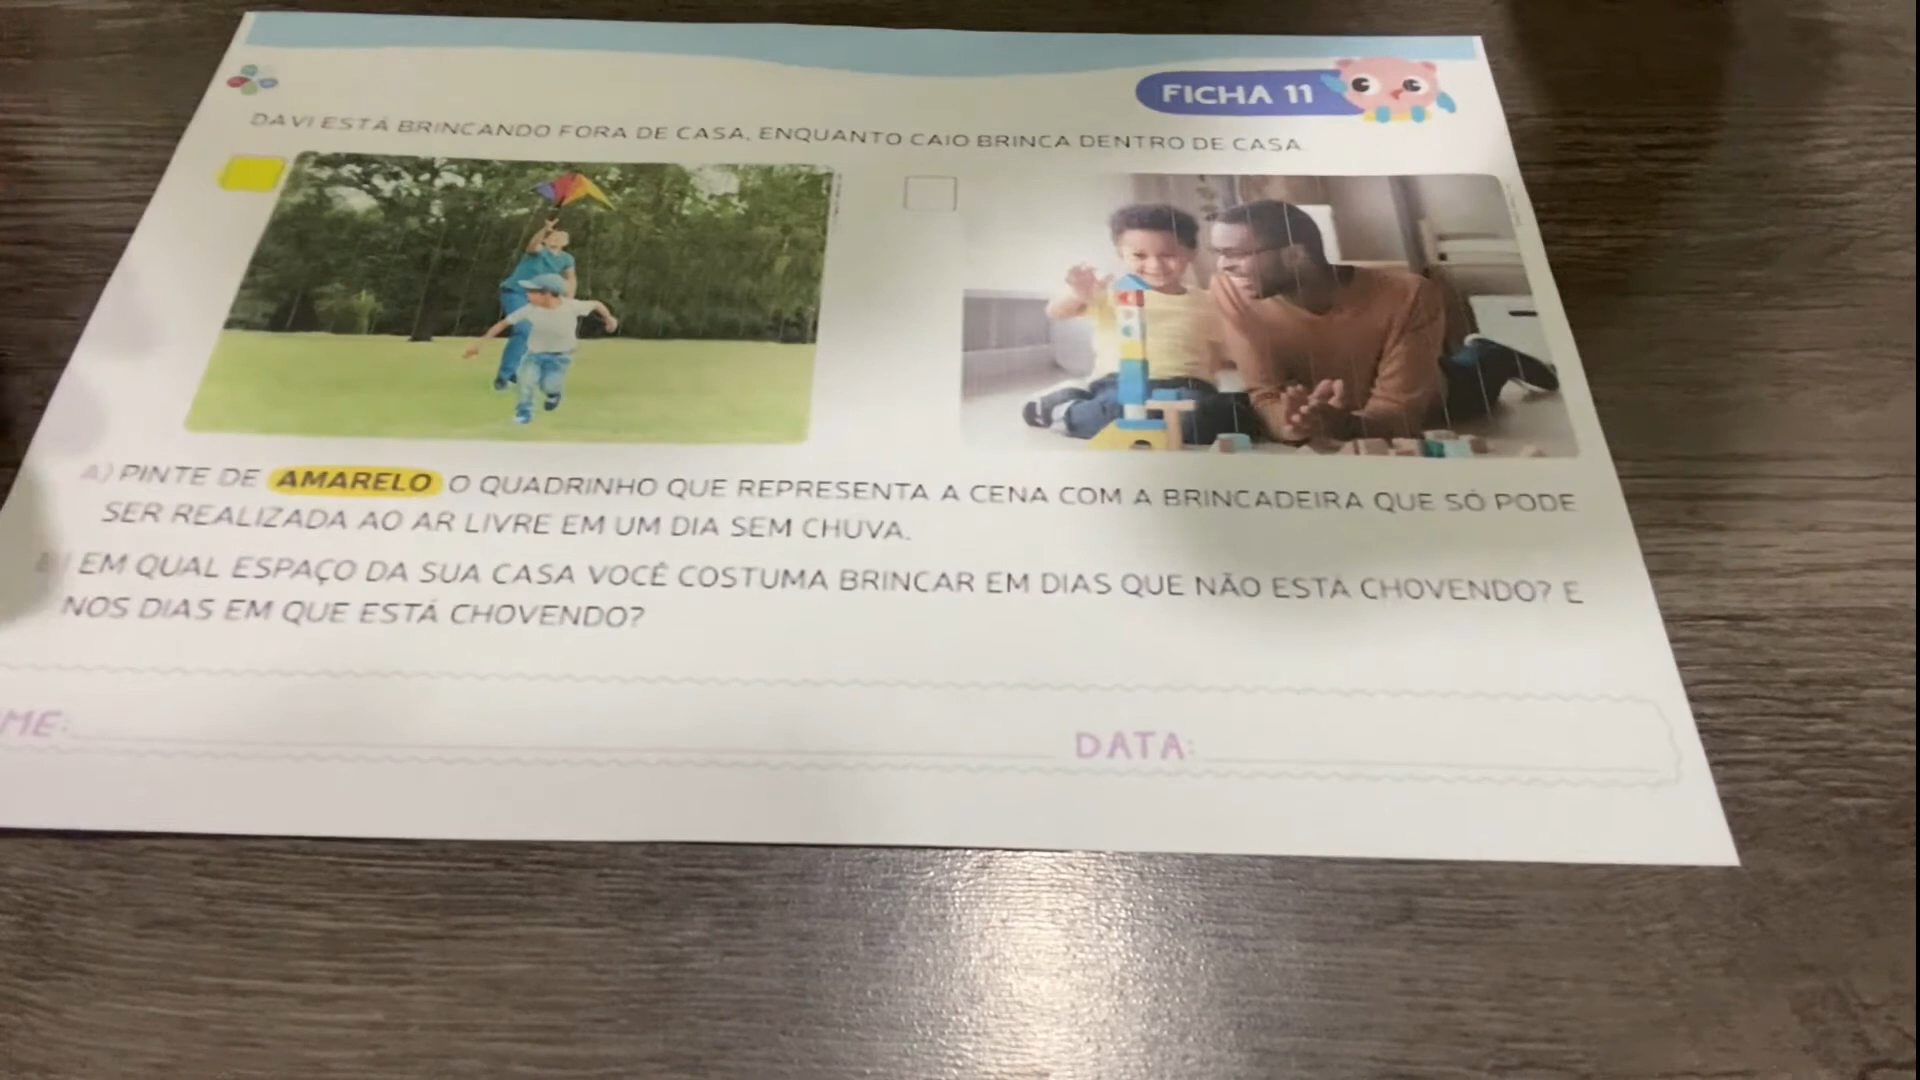 FICHA 11
DAVI ESTÁ BRINCANDO FORA DE CASA, ENQUANTO CAIO BRINCA DENTRO DE CASA
A) PINTE DE AMARELO O QUADRINHO QUE REPRESENTA A CENA COM A BRINCADEIRA QUE SÓ PODE
SER REALIZADA AO AR LIVRE EM UM DIA SEM CHUVA.
EM QUAL ESPAÇO DA SUA CASA VOCÊ COSTUMA BRINCAR EM DIAS QUE NÃO ESTÁ CHOVENDO? E
NOS DIAS EM QUE ESTÁ CHOVENDO?
ME: DATA: